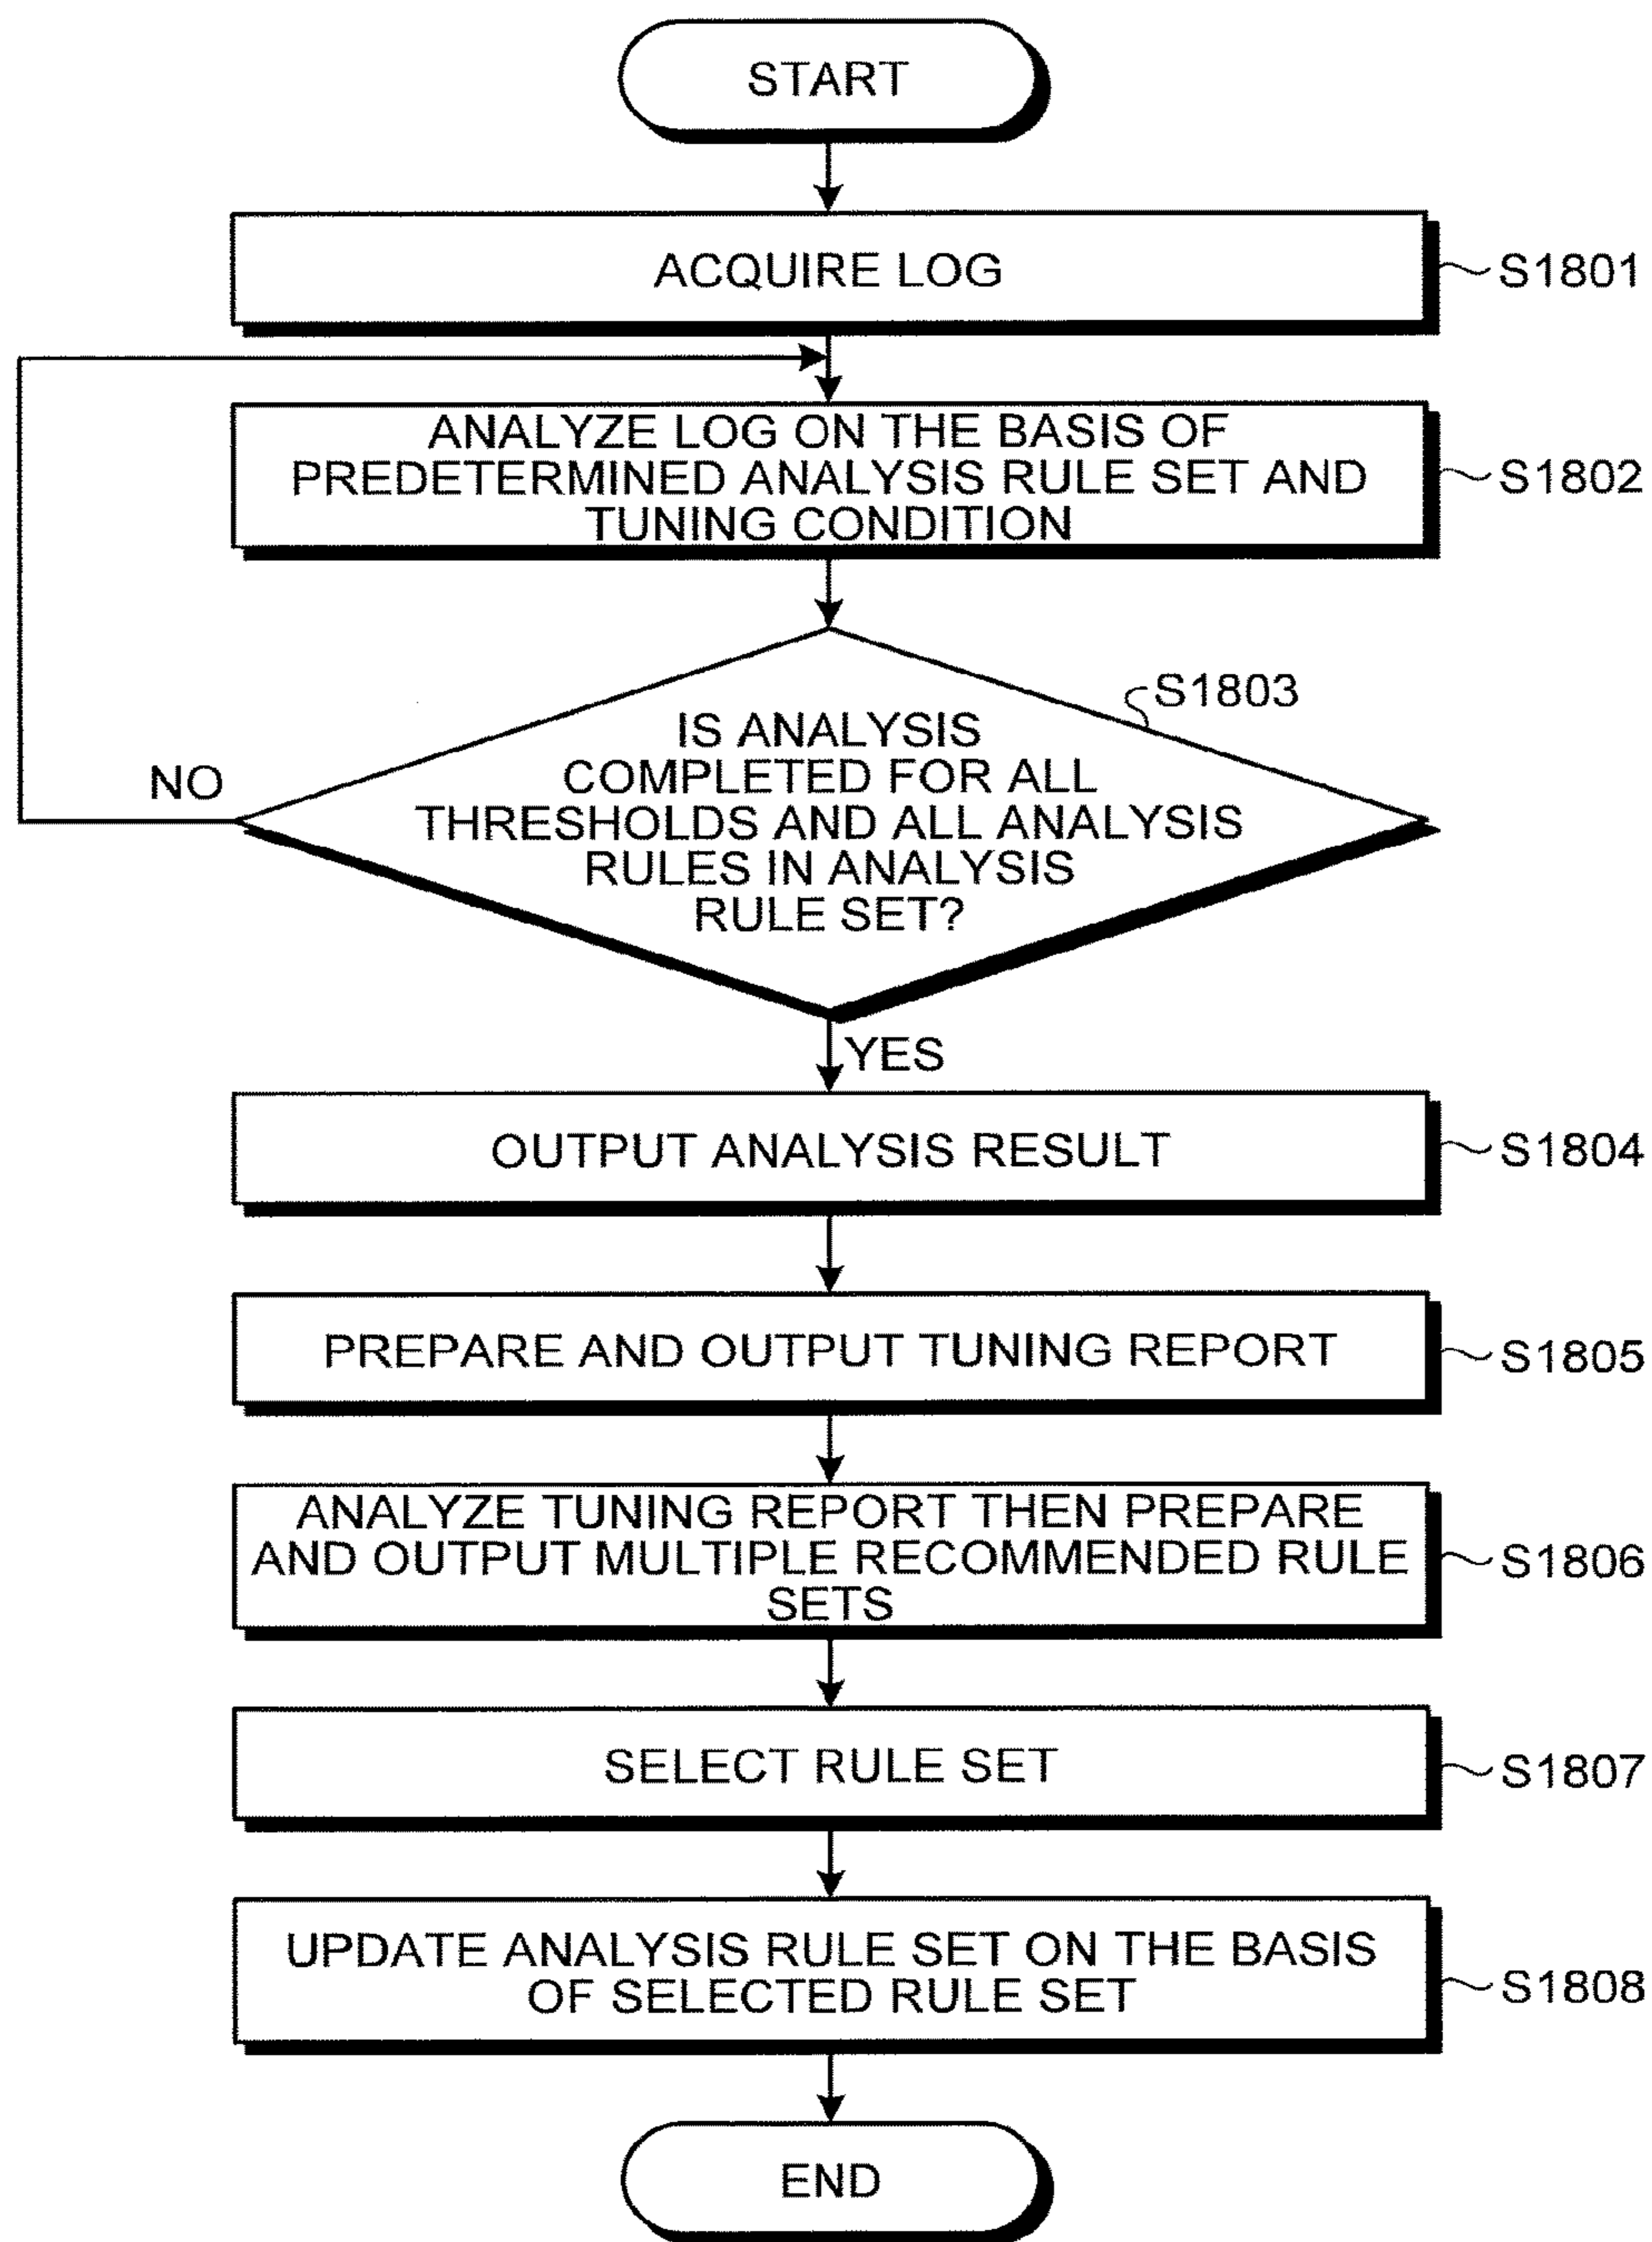 START
ACQUIRE LOG
S1801
ANALYZE LOG ON THE BASIS OF
PREDETERMINED ANALYSIS RULE SET AND
TUNING CONDITION
S1802
S1803
IS ANALYSIS
COMPLETED FOR ALL
THRESHOLDS AND ALL ANALYSIS
RULES IN ANALYSIS
RULE SET?
NO
YES
OUTPUT ANALYSIS RESULT
S1804
PREPARE AND OUTPUT TUNING REPORT
S1805
ANALYZE TUNING REPORT THEN PREPARE
AND OUTPUT MULTIPLE RECOMMENDED RULE
SETS
S1806
SELECT RULE SET
S1807
UPDATE ANALYSIS RULE SET ON THE BASIS
OF SELECTED RULE SET
S1808
END